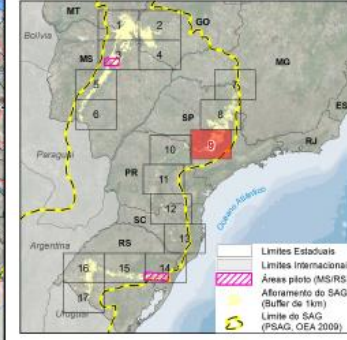 MT
GO
Bolívia
1
2
MS
3
4
MG
5
7
ES
6
SP
8
9
RJ
10
Paraguai
PR
11
Oceano Atlântico
SC
12
Argentina
RS
13
16
15
14
17
Uruguai
Limites Estaduais
Limites Internacionais
Áreas piloto (MS/RS)
Afloramento do SAG
(Buffer de 1km)
Limite do SAG
(PSAG, OEA 2009)